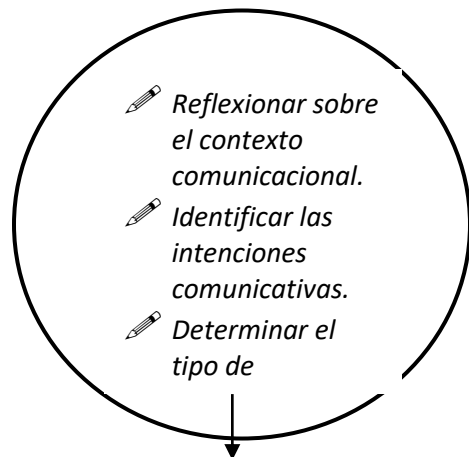 Reflexionar sobre
el contexto
comunicacional.
Identificar las
intenciones
comunicativas.
Determinar el
tipo de